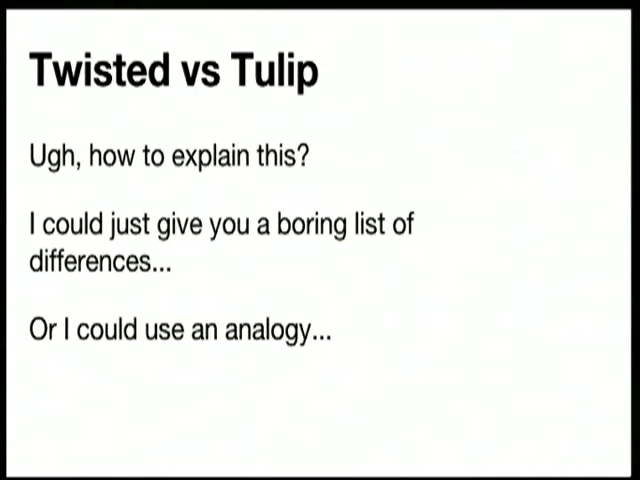 Twisted vs Tulip
Ugh, how to explain this?
I could just give you a boring list of
differences...
Or I could use an analogy...